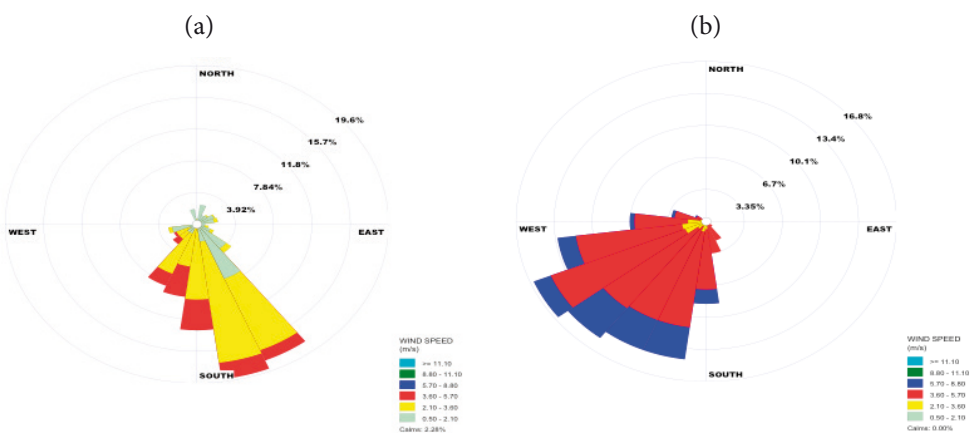 (a)
NORTH
19.6%
15.7%
11.8%
7.84%
3.92%
WEST
EAST
SOUTH
WIND SPEED
(m/s)
>= 11.10
8.80 - 11.10
5.70 - 8.80
3.60 - 5.70
2.10 - 3.60
0.50 - 2.10
Calms: 2.26%
(b)
NORTH
16.8%
13.4%
10.1%
6.7%
3.35%
WEST
EAST
SOUTH
WIND SPEED
(m/s)
>= 11.10
8.80 - 11.10
5.70 - 8.80
3.60 - 5.70
2.10 - 3.60
0.50 - 2.10
Calms: 0.00%